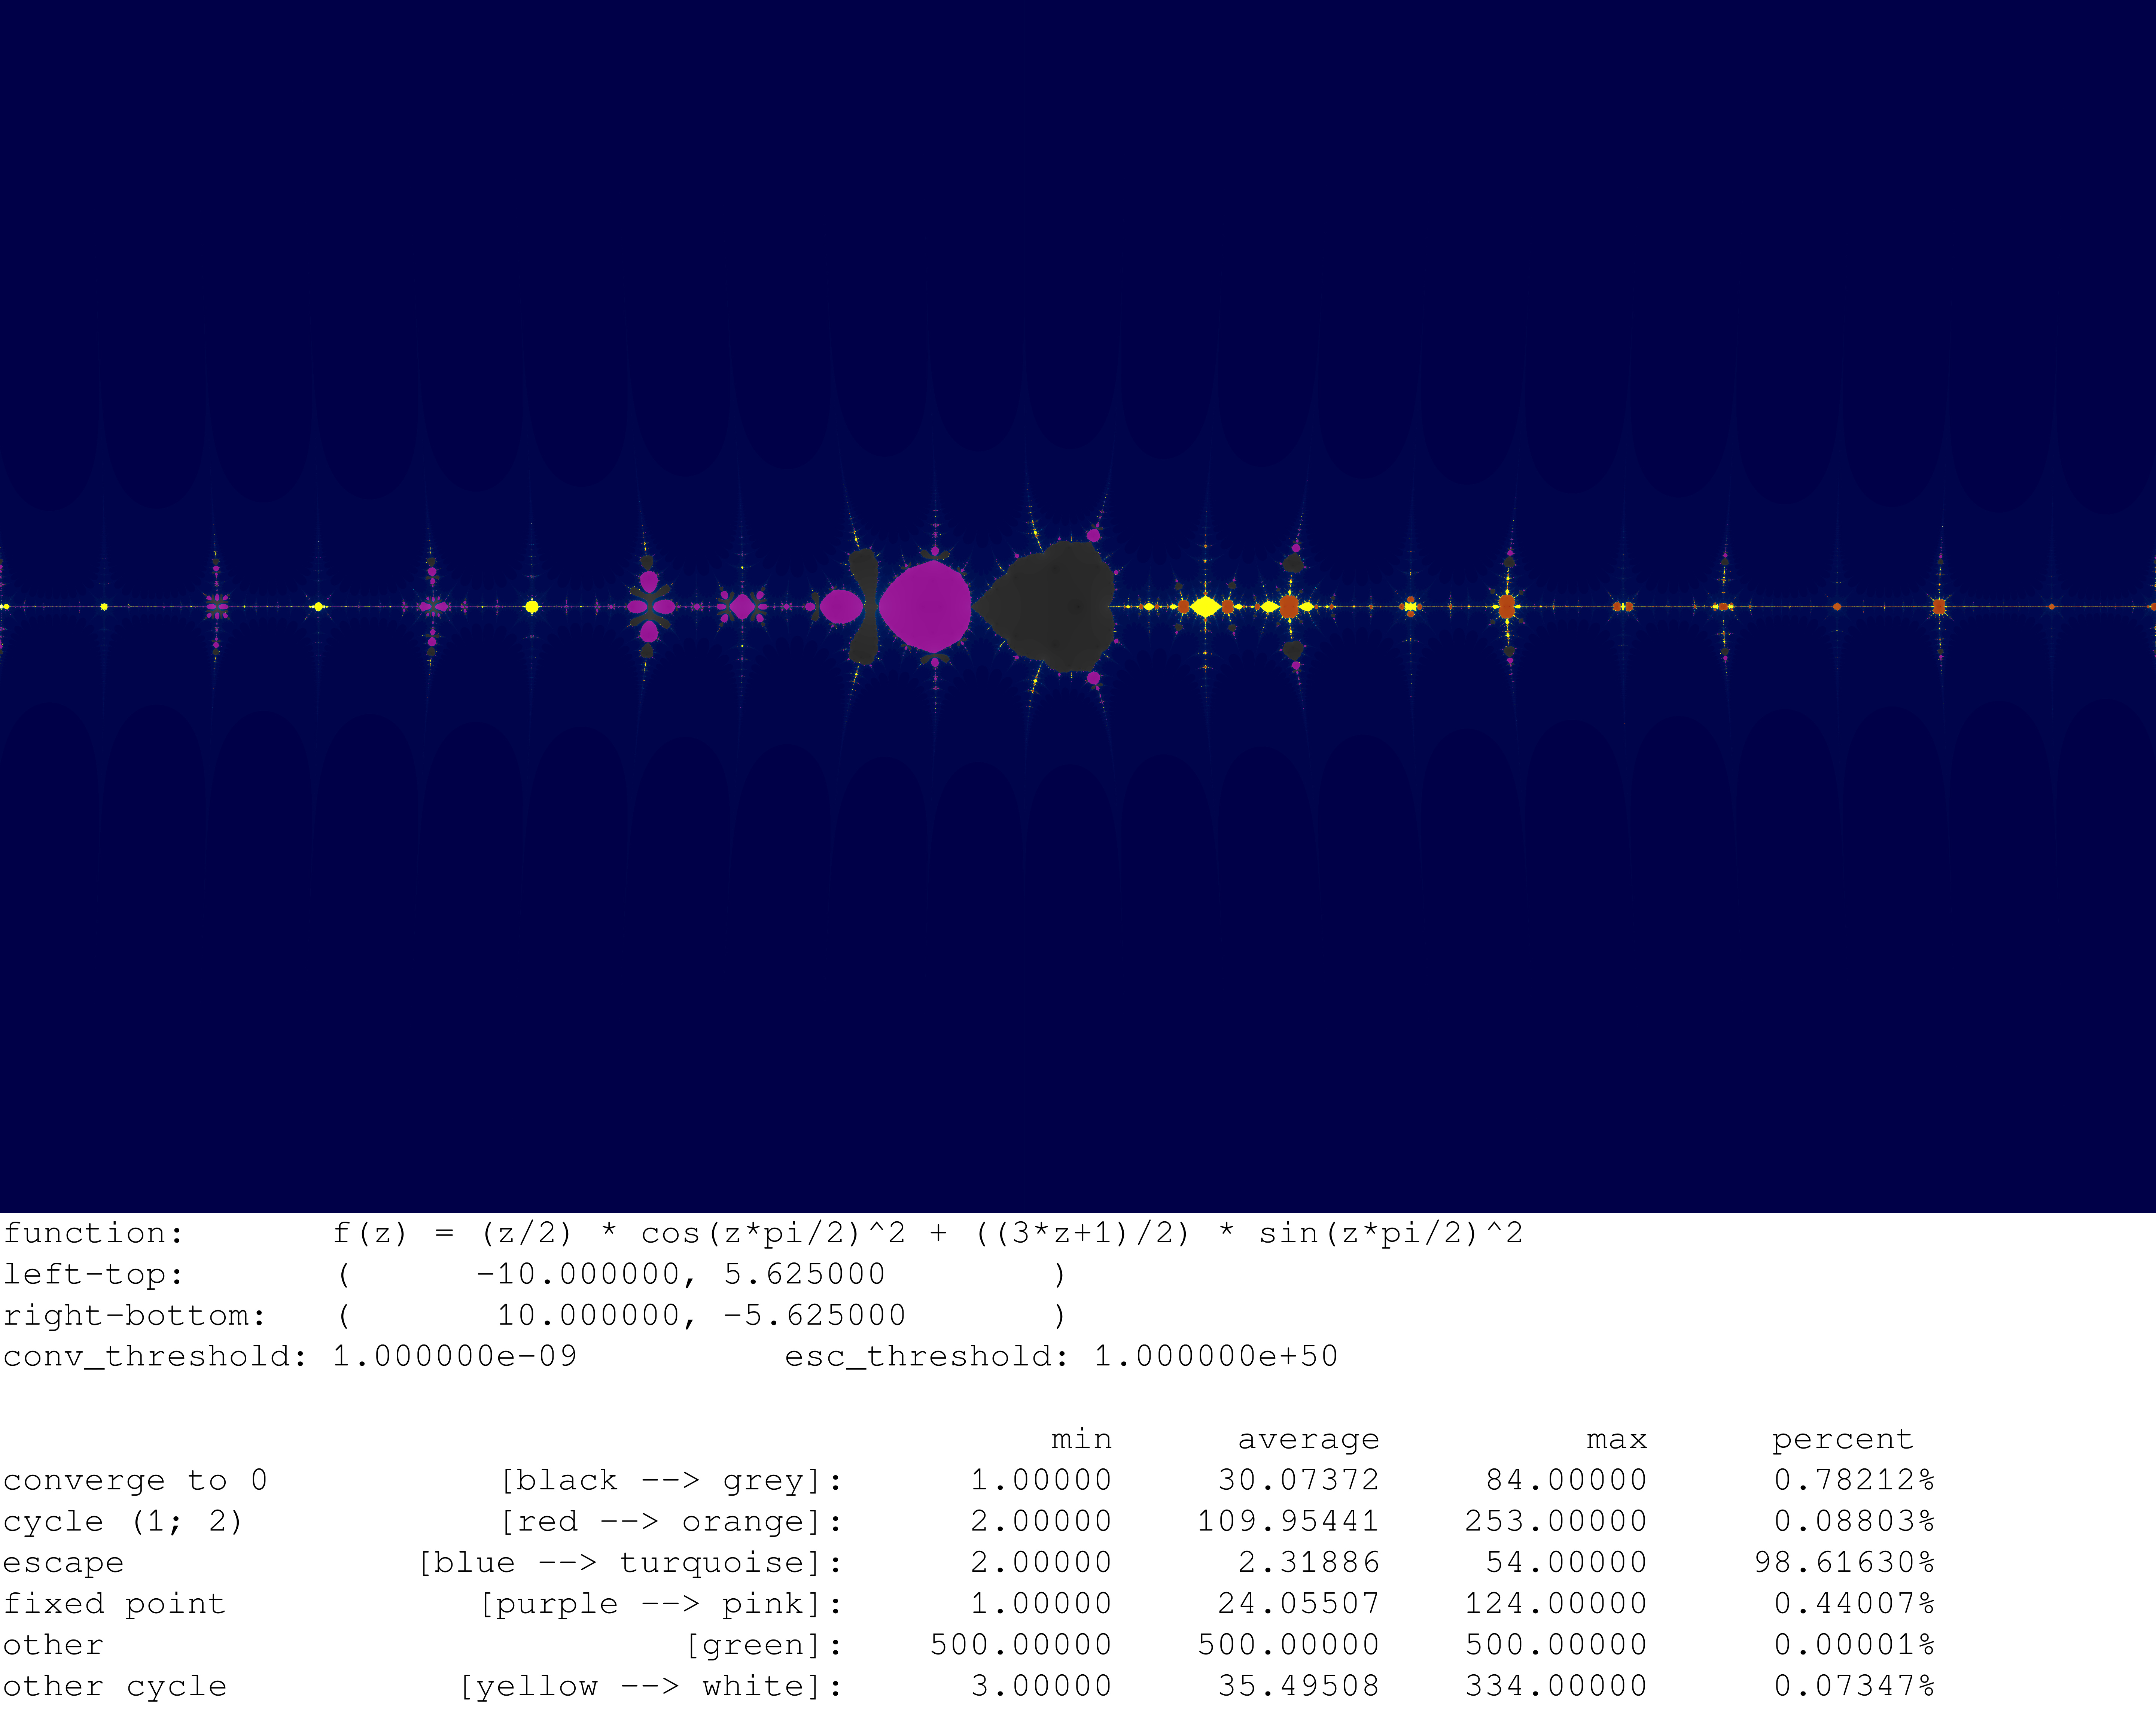 function: f(z) = (z/2) * cos(z*pi/2)^2 + ((3*z+1)/2) * sin(z*pi/2)^2
left-top: ( -10.000000, 5.625000 )
right-bottom: ( 10.000000, -5.625000 )
conv_threshold: 1.000000e-09 esc_threshold: 1.000000e+50
min average max percent
converge to 0 [black --> grey]: 1.00000 30.07372 84.00000 0.78212%
cycle (1; 2) [red --> orange]: 2.00000 109.95441 253.00000 0.08803%
escape [blue --> turquoise]: 2.00000 2.31886 54.00000 98.61630%
fixed point [purple --> pink]: 1.00000 24.05507 124.00000 0.44007%
other [green]: 500.00000 500.00000 500.00000 0.00001%
other cycle [yellow --> white]: 3.00000 35.49508 334.00000 0.07347%